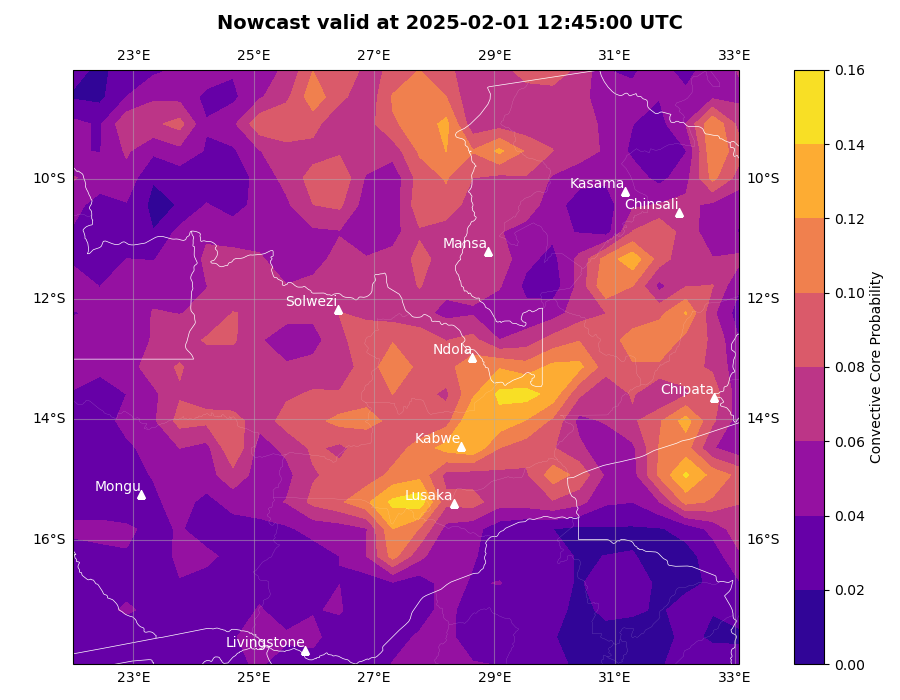 Nowcast valid at 2025-02-01 12:45:00 UTC
23°E 25°E 27°E 29°E 31°E 33°E
0.16
0.14
10°S Kasama 10°S
Chinsali
0.12
Mansa
12°S Solwezi 12°S
0.10
Ndola
0.08
Chipata
14°S 14°S
Kabwe
0.06
Mongu Lusaka
0.04
16°S 16°S
0.02
Livingstone
0.00
23°E 25°E 27°E 29°E 31°E 33°E
Convective Core Probability